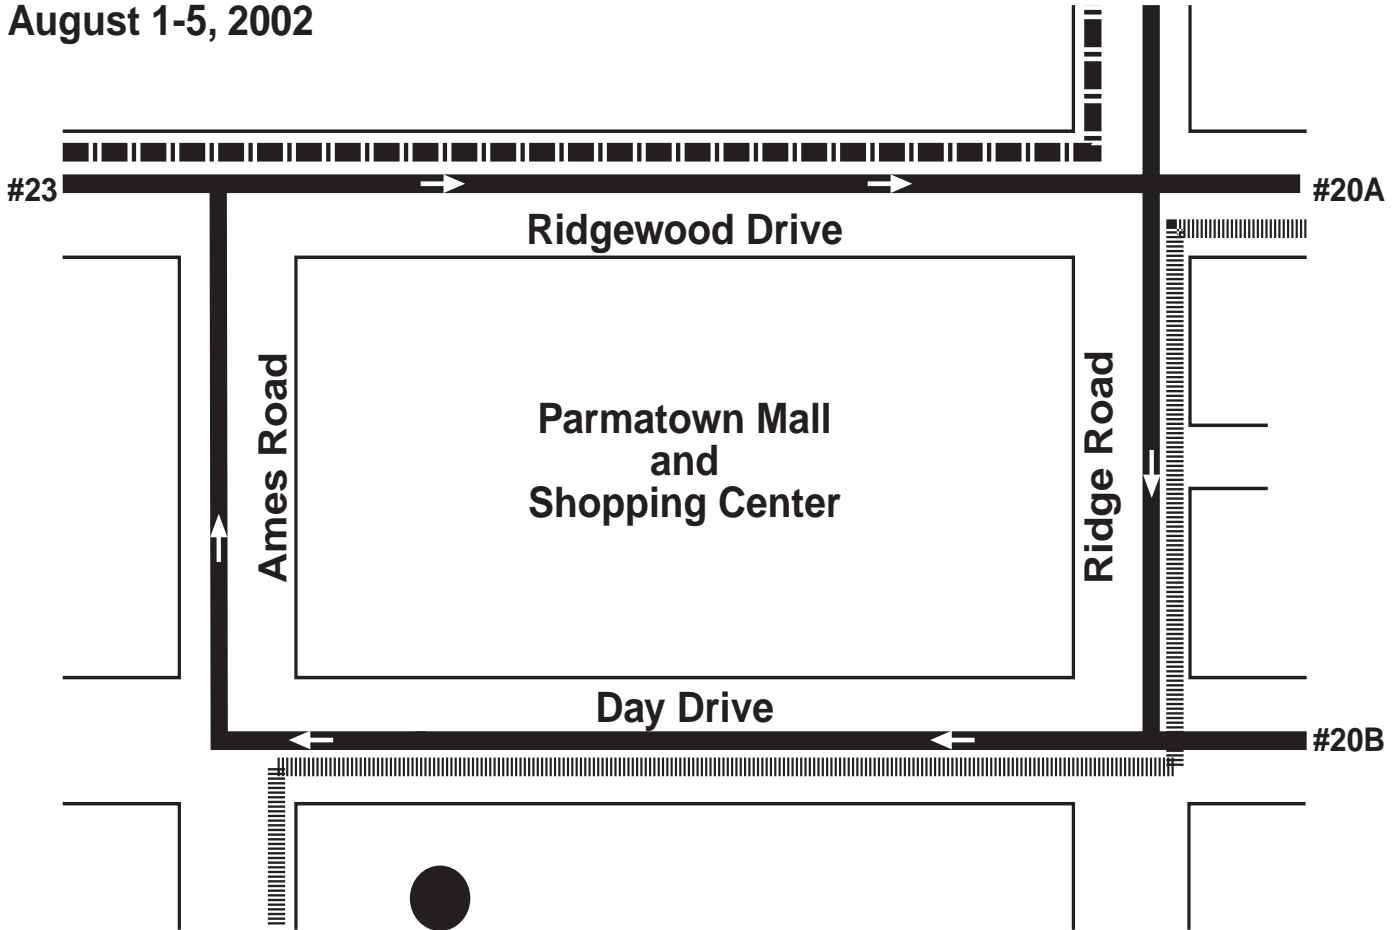 August 1-5, 2002
#23
#20A
Ridgewood Drive
Ames Road
Parmatown Mall
and
Shopping Center
Ridge Road
Day Drive
#20B